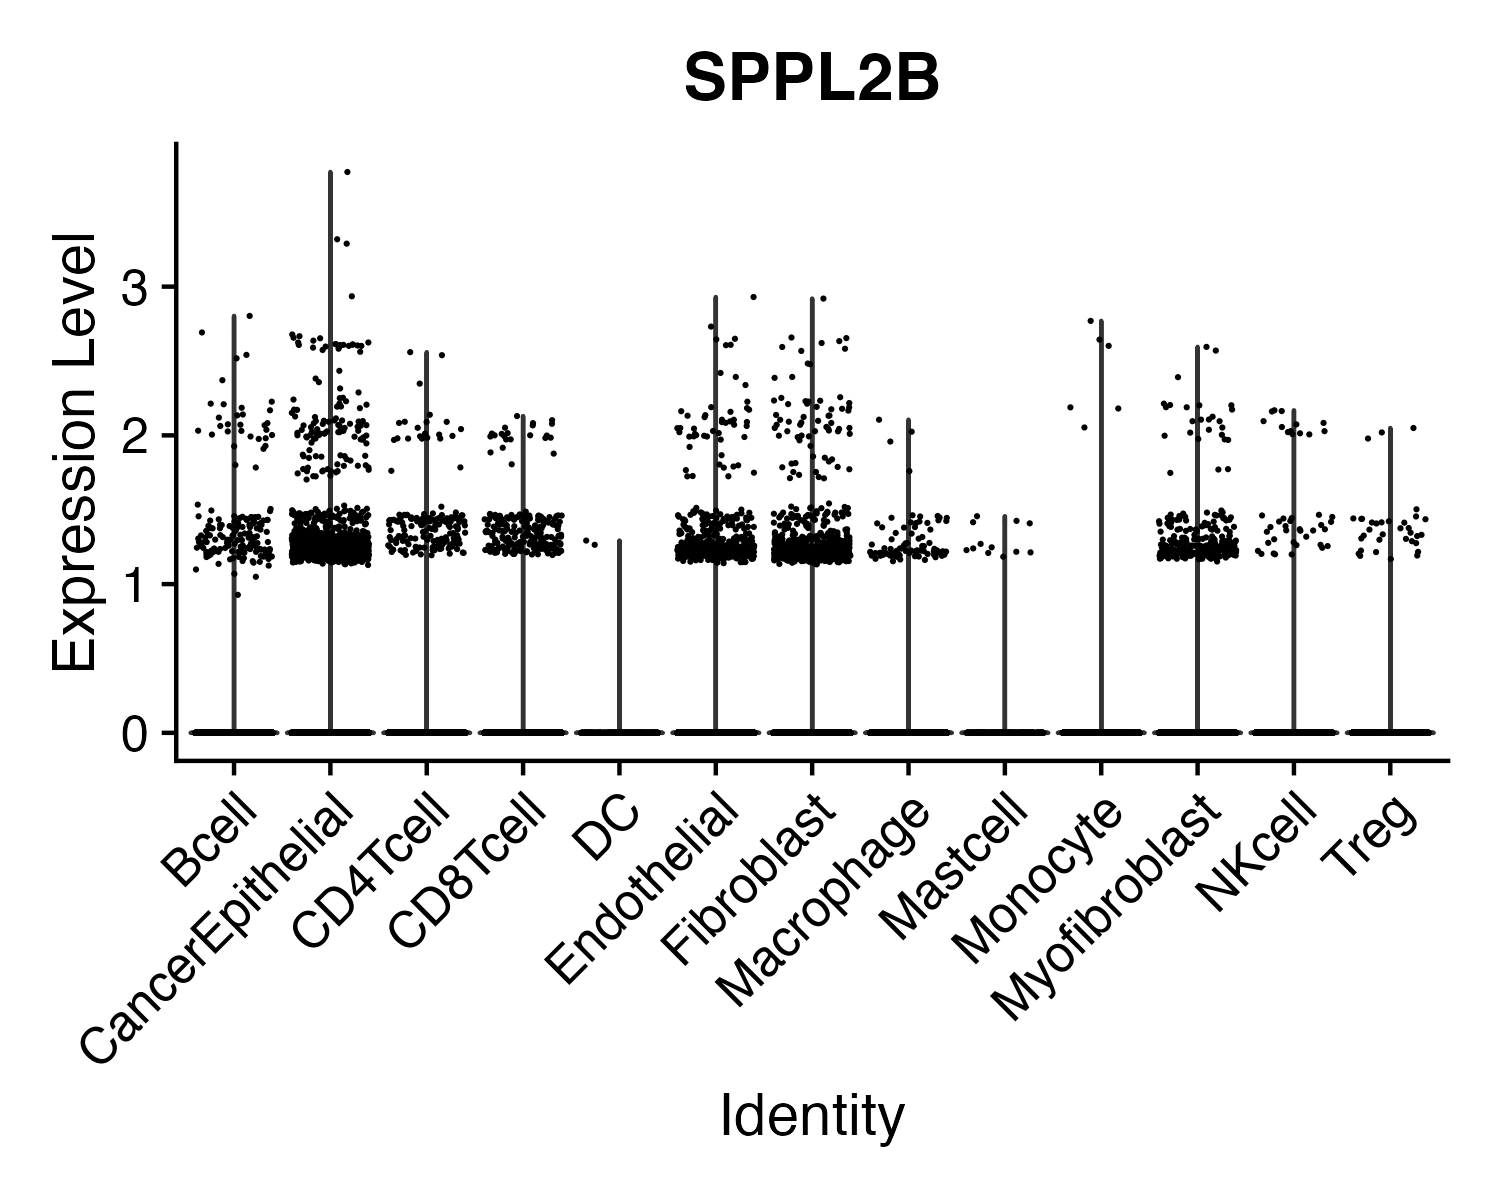 SPPL2B
Expression Level
3
2
1
0
Bcell
CancerEpithelial
CD4Tcell
CD8Tcell
DC
Endothelial
Fibroblast
Macrophage
Mastcell
Monocyte
Myofibroblast
NKcell
Treg
Identity